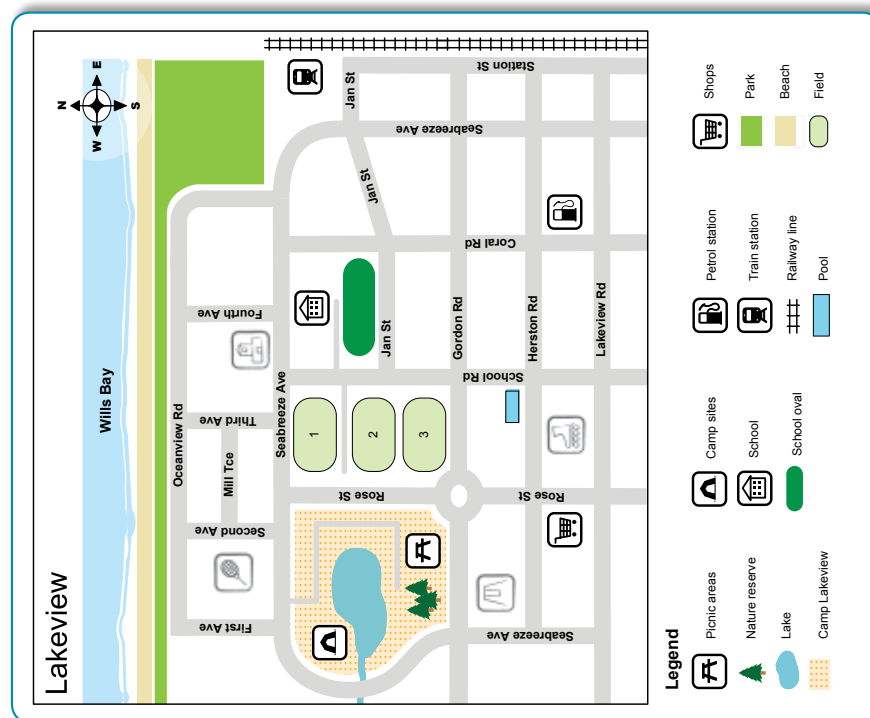 Lakeview
Wills Bay
N
E
S
W
Oceanview Rd
First Ave
Second Ave
Mill Tce
Third Ave
Fourth Ave
Seabreeze Ave
Rose St
1
2
3
Jan St
Jan St
Jan St
Gordon Rd
Herston Rd
Lakeview Rd
School Rd
Coral Rd
Seabreeze Ave
Station St
Rose St
Seabreeze Ave
Legend
Picnic areas
Nature reserve
Lake
Camp Lakeview
Camp sites
School
School oval
Petrol station
Train station
Railway line
Pool
Shops
Park
Beach
Field